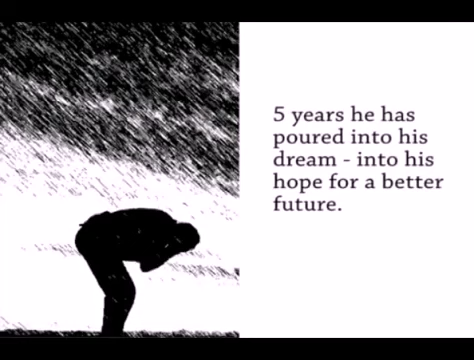 5 years he has
poured into his
dream - into his
hope for a better
future.